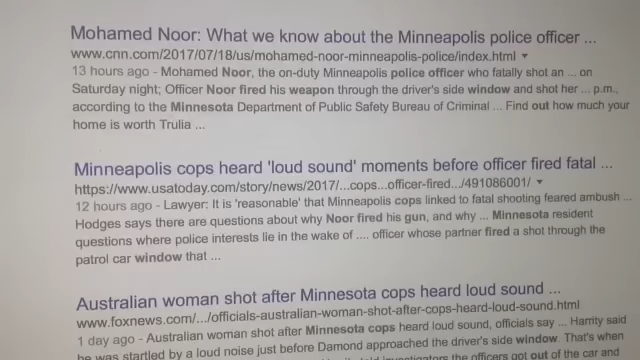 Mohamed Noor: What we know about the Minneapolis police officer ...
www.cnn.com/2017/07/18/us/mohamed-noor-minneapolis-police/index.html ▾
13 hours ago - Mohamed Noor, the on-duty Minneapolis police officer who fatally shot an ... on
Saturday night; Officer Noor fired his weapon through the driver's side window and shot her ... p.m.,
according to the Minnesota Department of Public Safety Bureau of Criminal ... Find out how much your
home is worth Trulia ...
Minneapolis cops heard 'loud sound' moments before officer fired fatal ...
https://www.usatoday.com/story/news/2017/...cops...officer-fired.../491086001/ ▾
12 hours ago - Lawyer: It is 'reasonable' that Minneapolis cops linked to fatal shooting feared ambush ...
Hodges says there are questions about why Noor fired his gun, and why ... Minnesota resident
questions where police interests lie in the wake of .... officer whose partner fired a shot through the
patrol car window that ...
Australian woman shot after Minnesota cops heard loud sound ...
www.foxnews.com/.../officials-australian-woman-shot-after-cops-heard-loud-sound.html
1 day ago - Australian woman shot after Minnesota cops heard loud sound, officials say ... Harrity said
he was startled by a loud noise just before Damond approached the driver's side window. That's when
investigators the officers got out of the car and